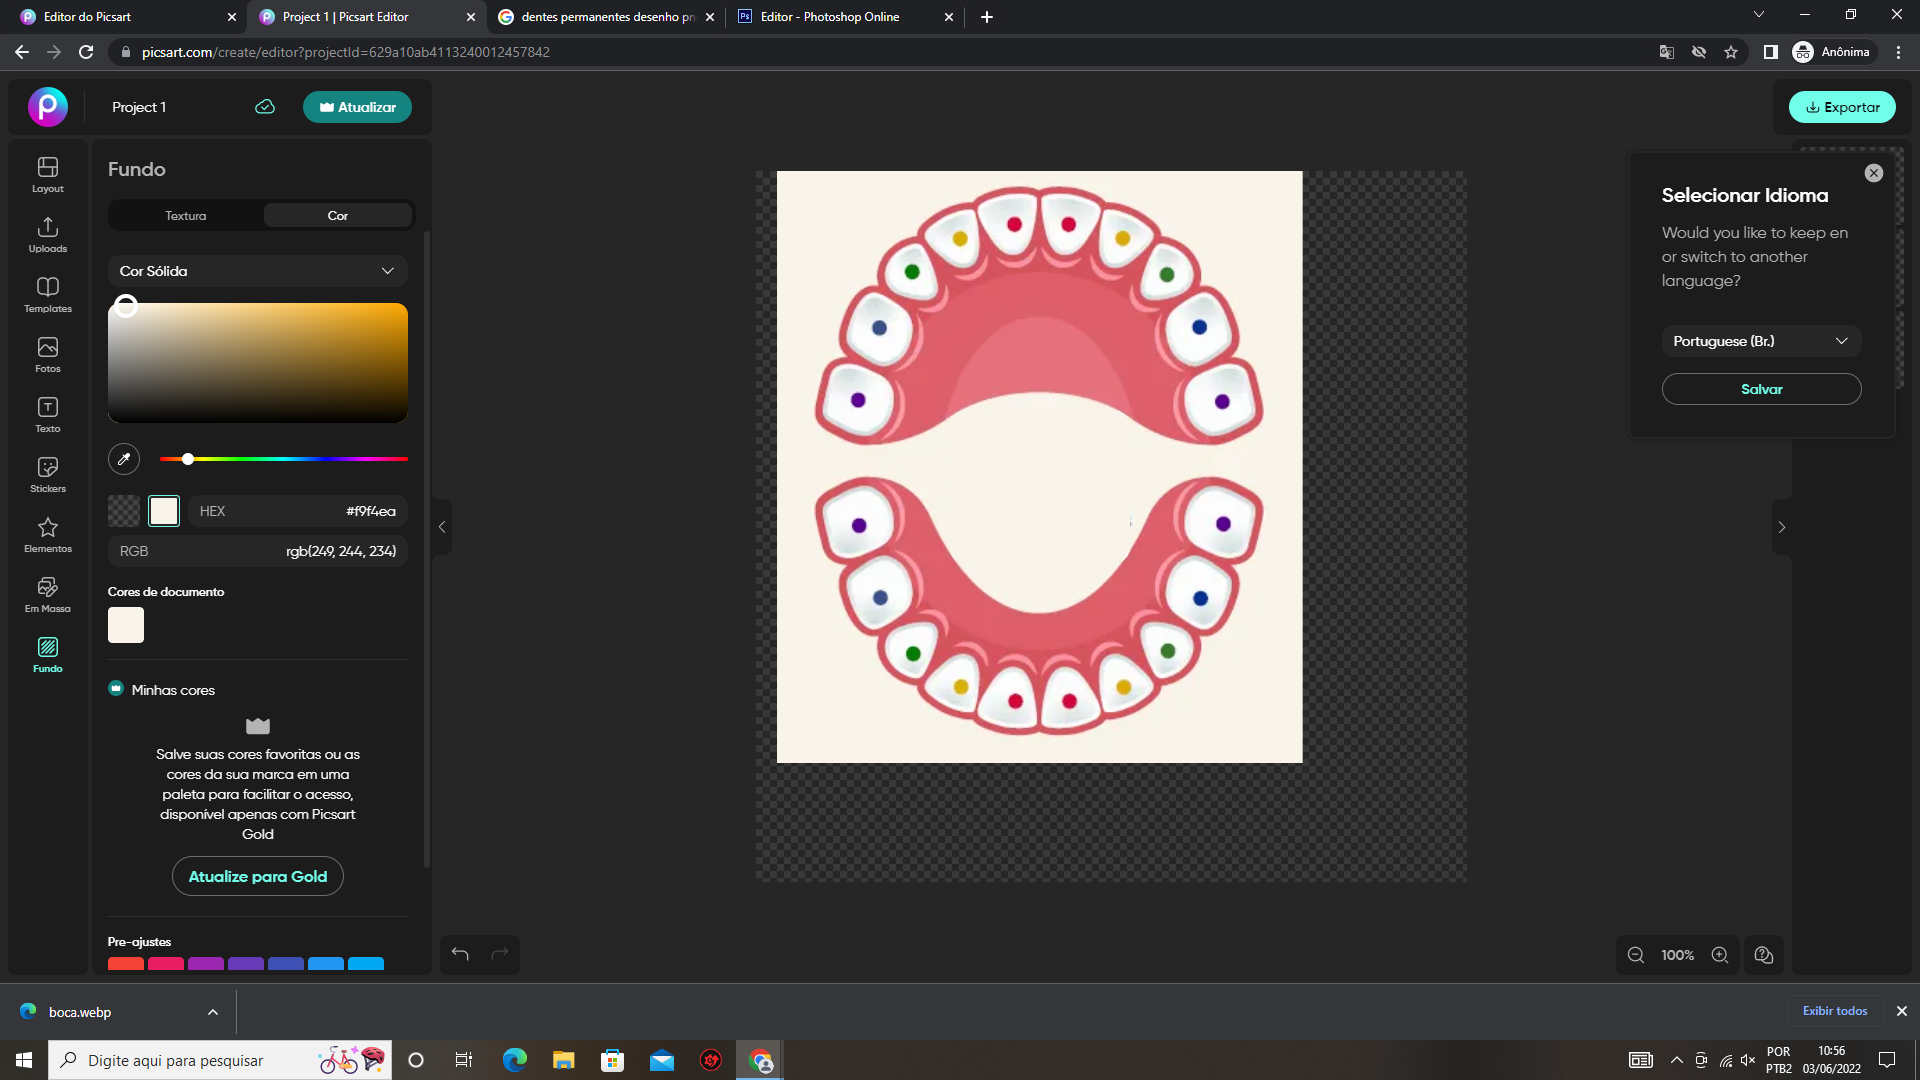 Editor do Picsart
Project 1 | Picsart Editor
dentes permanentes desenho pn
Editor - Photoshop Online
picsart.com/create/editor?projectId=629a10ab4113240012457842
Anônima
Project 1
Atualizar
Exportar
Layout
Uploads
Templates
Fotos
Texto
Stickers
Elementos
Em Massa
Fundo
Fundo
Textura
Cor
Cor Sólida
HEX
#f9f4ea
RGB
rgb(249, 244, 234)
Cores de documento
Minhas cores
Salve suas cores favoritas ou as
cores da sua marca em uma
paleta para facilitar o acesso,
disponível apenas com Picsart
Gold
Atualize para Gold
Pre-ajustes
Selecionar Idioma
Would you like to keep en
or switch to another
language?
Portuguese (Br.)
Salvar
100%
boca.webp
Exibir todos
Digite aqui para pesquisar
POR
PTB2
10:56
03/06/2022